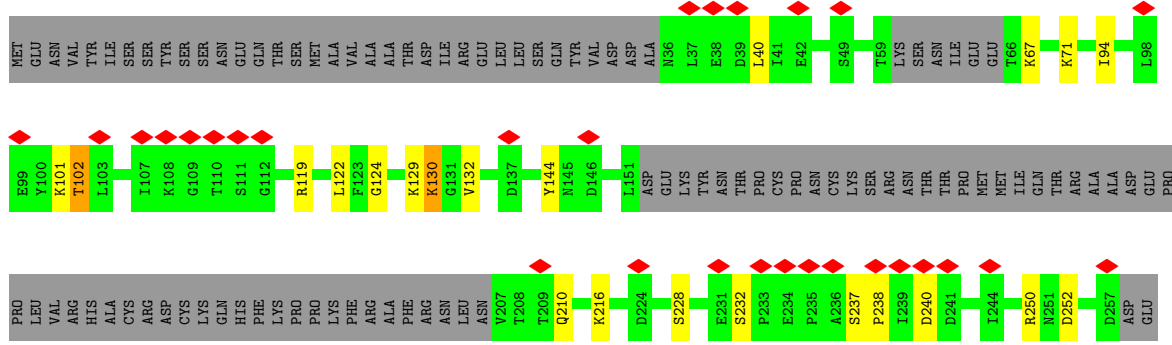 MET GLU ASN VAL TYR ILE SER SER TYR SER SER ASN GLU GLN THR SER MET ALA VAL ALA ALA THR ASP ILE ARG GLU LEU LEU SER GLN TYR VAL ASP ASP ALA N36 L37 E38 D39 L40 I41 E42 S49 T59 LYS SER ASN ILE GLU GLU T66 K67 K71 I94 L98
E99 Y100 K101 T102 L103 I107 K108 G109 T110 S111 G112 R119 L122 F123 G124 K129 K130 G131 V132 D137 Y144 N145 D146 L151 ASP GLU LYS TYR ASN THR PRO CYS PRO ASN CYS LYS SER ARG ASN THR THR PRO MET MET ILE GLN THR ARG ALA ALA ASP GLU PRO
PRO LEU VAL ARG HIS ALA CYS ARG ASP CYS LYS GLN HIS PHE LYS PRO PRO LYS PHE ARG ALA PHE ARG ASN LEU ASN V207 T208 T209 Q210 K216 D224 S228 E231 S232 P233 E234 P235 A236 S237 P238 I239 D240 D241 I244 R250 N251 D252 D257 ASP GLU